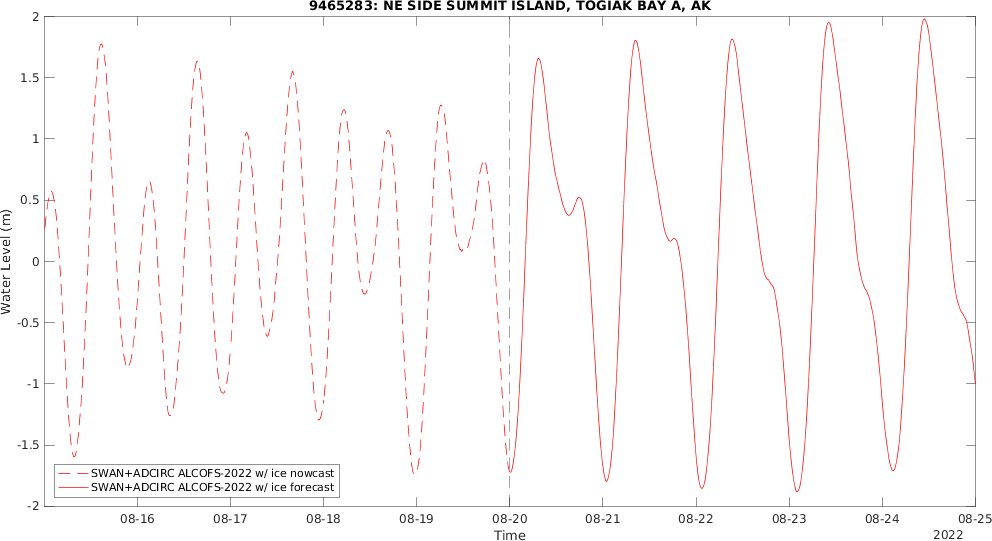 9465283: NE SIDE SUMMIT ISLAND, TOGIAK BAY A, AK
2
1.5
1
0.5
0
-0.5
-1
-1.5
-2
Water Level (m)
SWAN+ADCIRC ALCOFS-2022 w/ ice nowcast
SWAN+ADCIRC ALCOFS-2022 w/ ice forecast
08-16 08-17 08-18 08-19 08-20 08-21 08-22 08-23 08-24 08-25
Time
2022